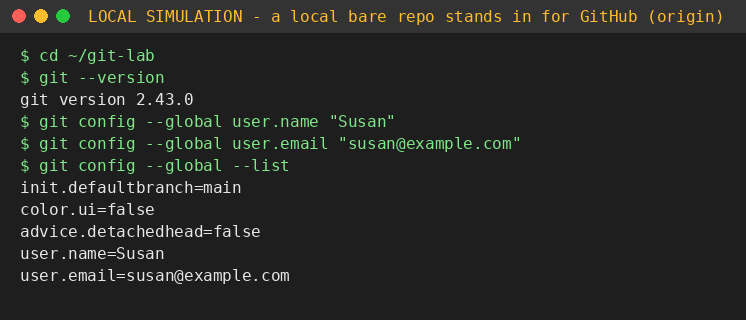 LOCAL SIMULATION - a local bare repo stands in for GitHub (origin)
$ cd ~/git-lab
$ git --version
git version 2.43.0
$ git config --global user.name "Susan"
$ git config --global user.email "susan@example.com"
$ git config --global --list
init.defaultbranch=main
color.ui=false
advice.detachedhead=false
user.name=Susan
user.email=susan@example.com